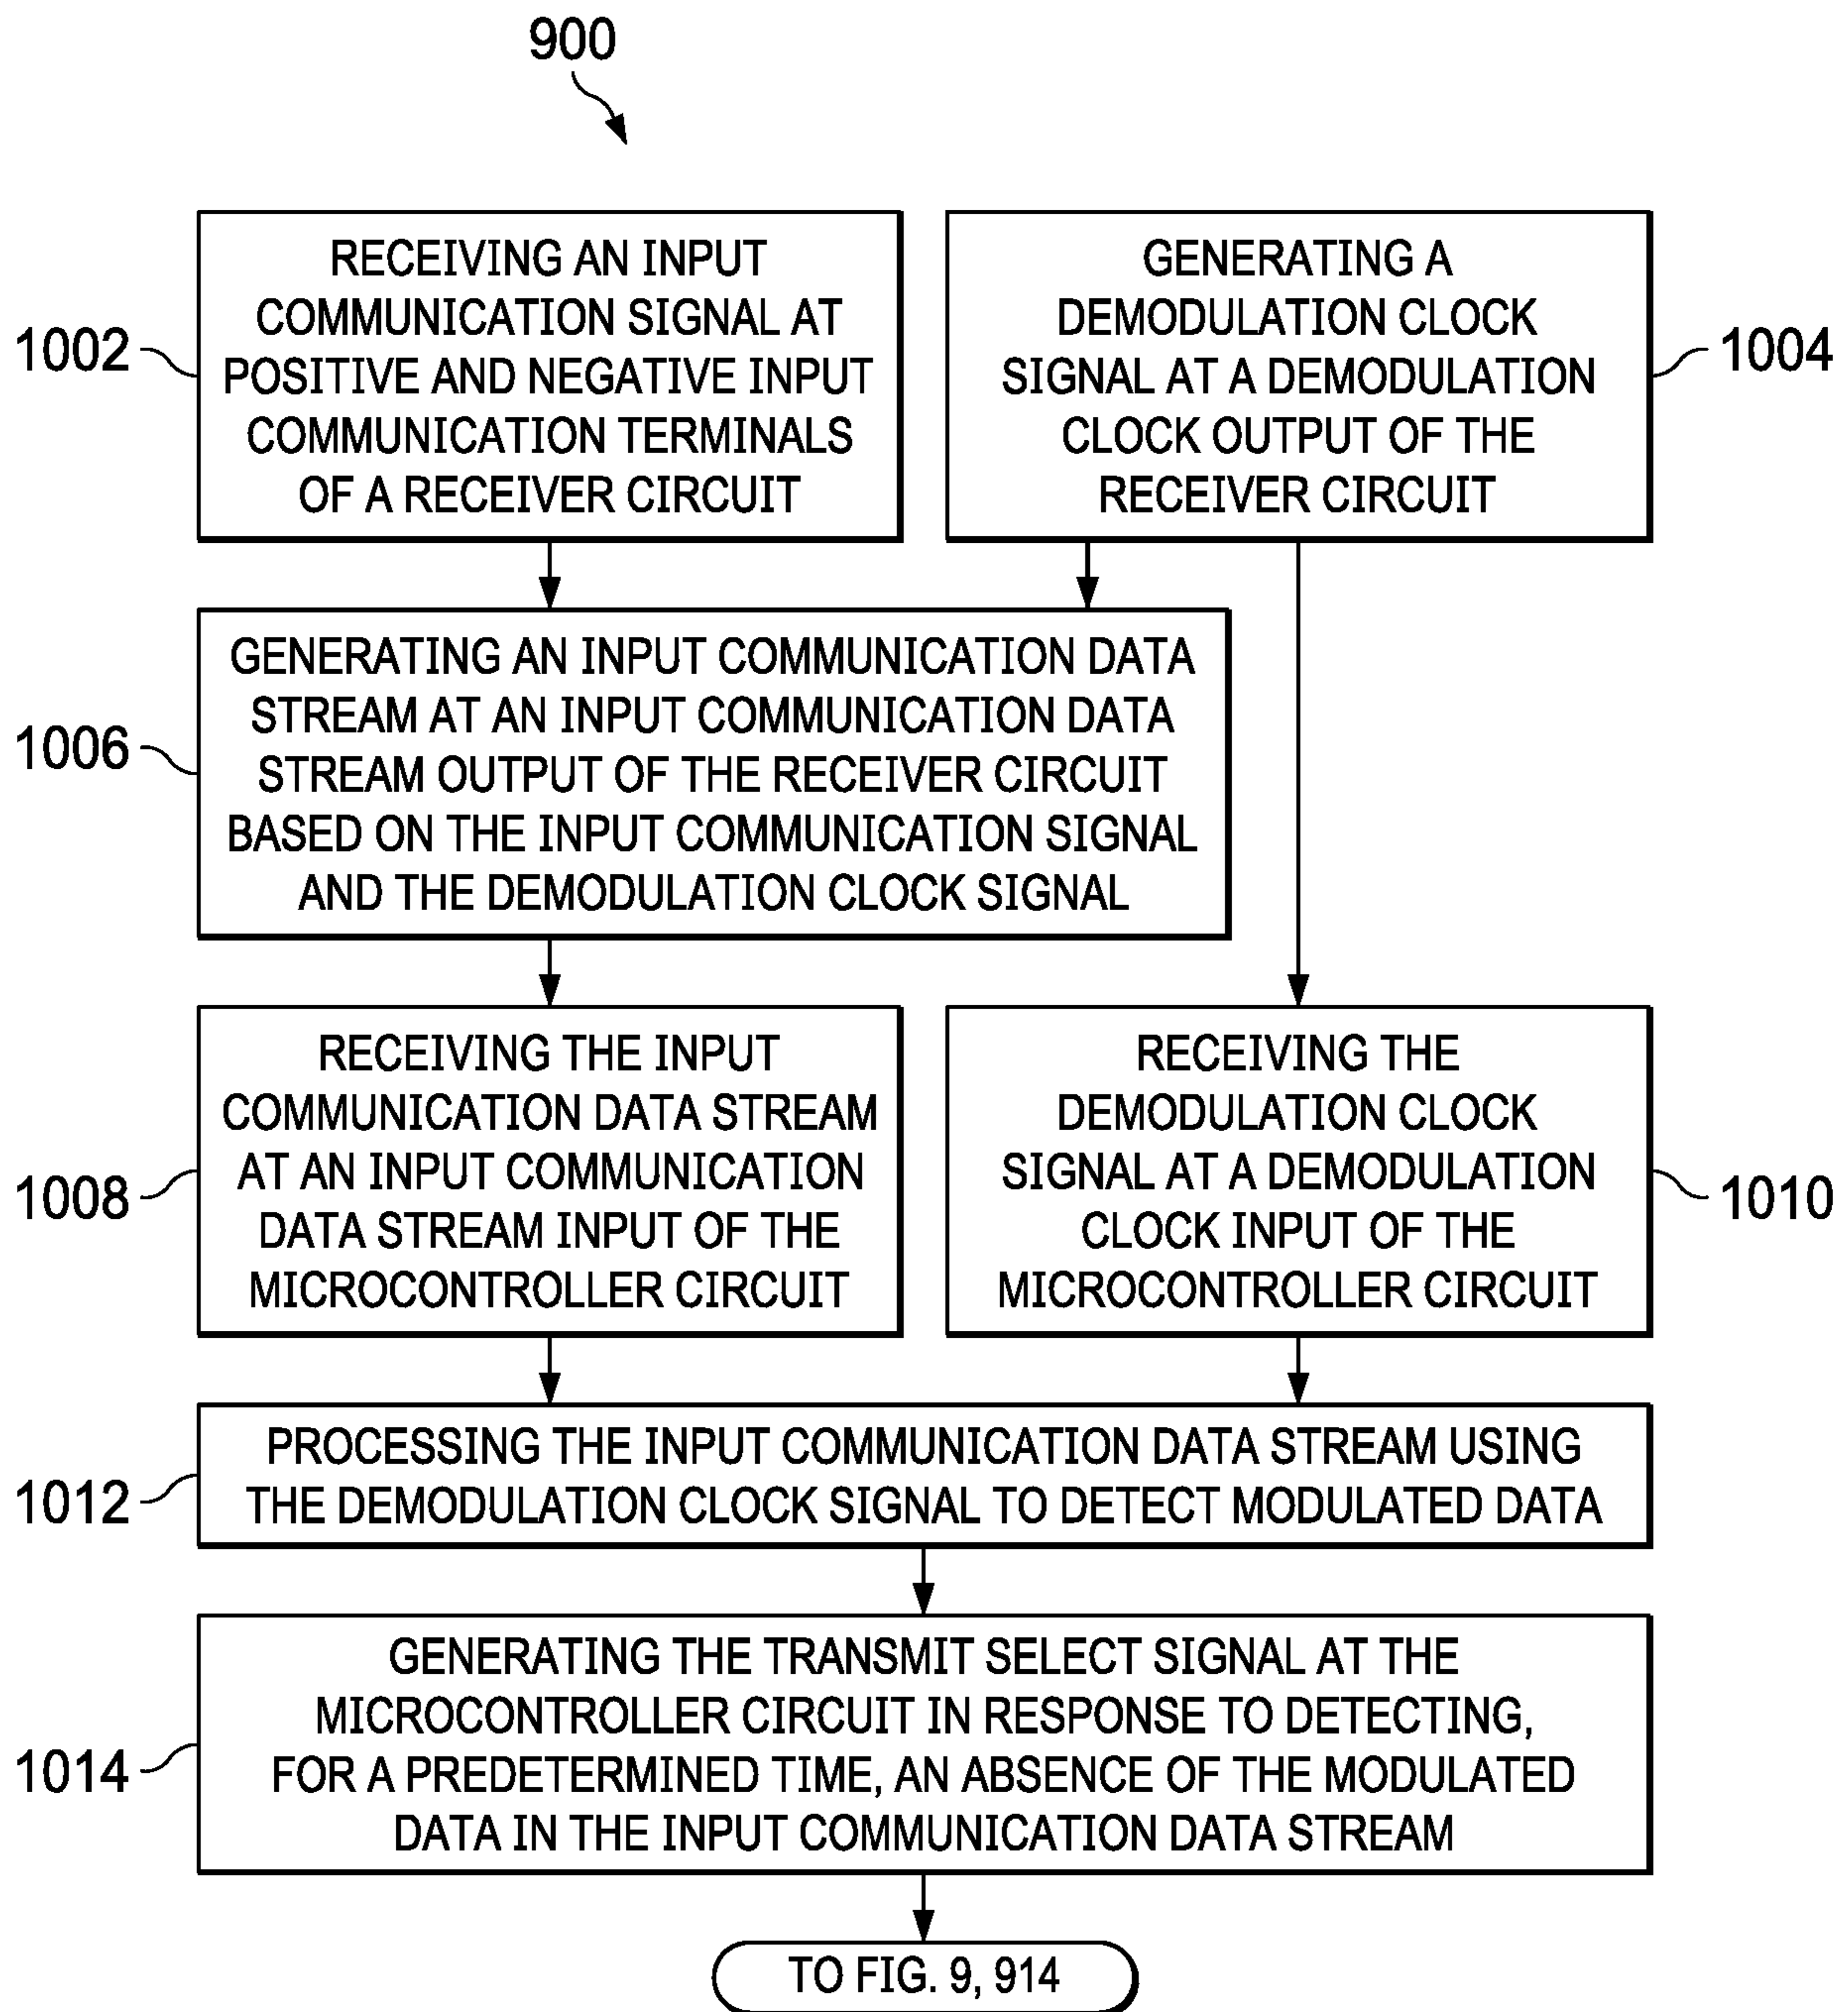 900
1002
RECEIVING AN INPUT
COMMUNICATION SIGNAL AT
POSITIVE AND NEGATIVE INPUT
COMMUNICATION TERMINALS
OF A RECEIVER CIRCUIT
GENERATING A
DEMODULATION CLOCK
SIGNAL AT A DEMODULATION
CLOCK OUTPUT OF THE
RECEIVER CIRCUIT
1004
1006
GENERATING AN INPUT COMMUNICATION DATA
STREAM AT AN INPUT COMMUNICATION DATA
STREAM OUTPUT OF THE RECEIVER CIRCUIT
BASED ON THE INPUT COMMUNICATION SIGNAL
AND THE DEMODULATION CLOCK SIGNAL
1008
RECEIVING THE INPUT
COMMUNICATION DATA STREAM
AT AN INPUT COMMUNICATION
DATA STREAM INPUT OF THE
MICROCONTROLLER CIRCUIT
RECEIVING THE
DEMODULATION CLOCK
SIGNAL AT A DEMODULATION
CLOCK INPUT OF THE
MICROCONTROLLER CIRCUIT
1010
1012
PROCESSING THE INPUT COMMUNICATION DATA STREAM USING
THE DEMODULATION CLOCK SIGNAL TO DETECT MODULATED DATA
1014
GENERATING THE TRANSMIT SELECT SIGNAL AT THE
MICROCONTROLLER CIRCUIT IN RESPONSE TO DETECTING,
FOR A PREDETERMINED TIME, AN ABSENCE OF THE MODULATED
DATA IN THE INPUT COMMUNICATION DATA STREAM
TO FIG. 9, 914